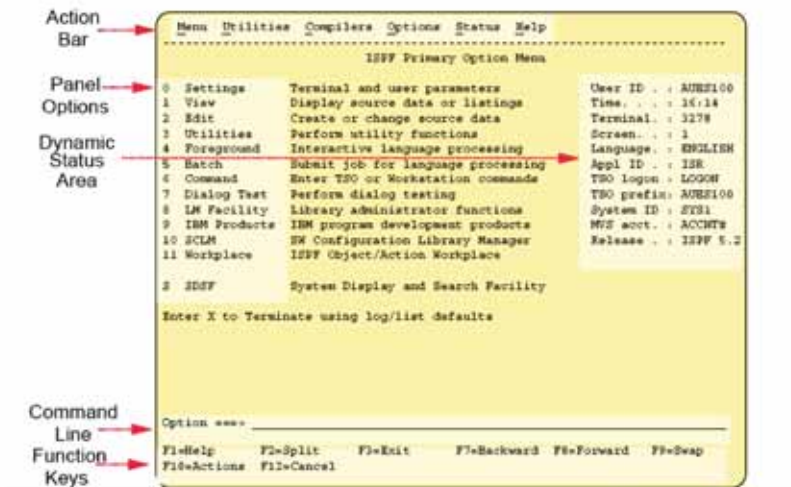 Action Bar
Menu Utilities Compilers Options Status Help
ISPF Primary Option Menu
Panel Options
0 Settings Terminal and user parameters User ID . : AUES100
1 View Display source data or listings Time. . . : 16:14
2 Edit Create or change source data Terminal. : 3278
3 Utilities Perform utility functions Screen. . : 1
Dynamic Status Area
4 Foreground Interactive language processing Language. : ENGLISH
5 Batch Submit job for language processing Appl ID . : ISR
6 Command Enter TSO or Workstation commands TSO logon : LOGON
7 Dialog Test Perform dialog testing TSO prefix: AUES100
8 LM Facility Library administrator functions System ID : SYS1
9 IBM Products IBM program development products MVS acct. : ACCNT#
10 SCLM SW Configuration Library Manager Release . : ISPF 5.2
11 Workplace ISPF Object/Action Workplace
S SDSF System Display and Search Facility
Enter X to Terminate using log/list defaults
Command Line
Option ===>
Function Keys
F1=Help F2=Split F3=Exit F7=Backward F8=Forward F9=Swap
F10=Actions F12=Cancel